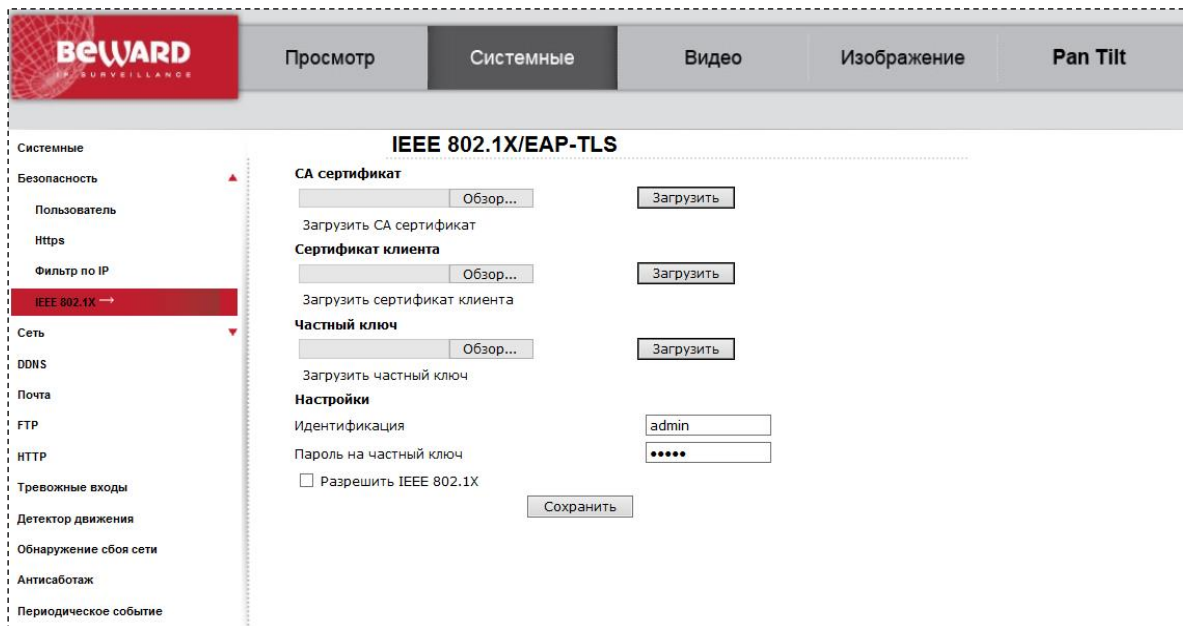 BEWARD
IP SURVEILLANCE
Просмотр
Системные
Видео
Изображение
Pan Tilt
Системные
Безопасность
Пользователь
Https
Фильтр по IP
IEEE 802.1X →
Сеть
DDNS
Почта
FTP
HTTP
Тревожные входы
Детектор движения
Обнаружение сбоя сети
Антисаботаж
Периодическое событие
IEEE 802.1X/EAP-TLS
CA сертификат
Обзор... Загрузить
Загрузить CA сертификат
Сертификат клиента
Обзор... Загрузить
Загрузить сертификат клиента
Частный ключ
Обзор... Загрузить
Загрузить частный ключ
Настройки
Идентификация admin
Пароль на частный ключ •••••
Разрешить IEEE 802.1X
Сохранить